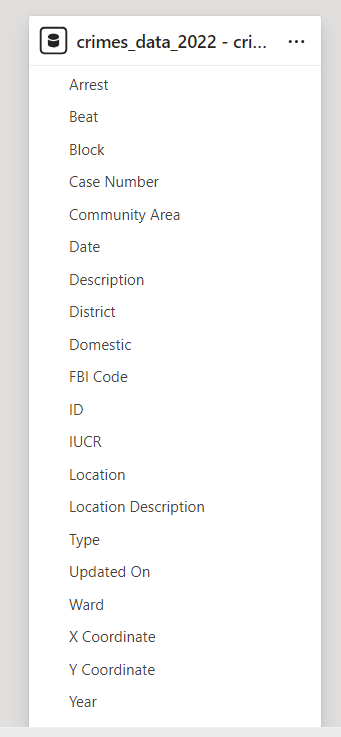 crimes_data_2022 - cri...
Arrest
Beat
Block
Case Number
Community Area
Date
Description
District
Domestic
FBI Code
ID
IUCR
Location
Location Description
Type
Updated On
Ward
X Coordinate
Y Coordinate
Year